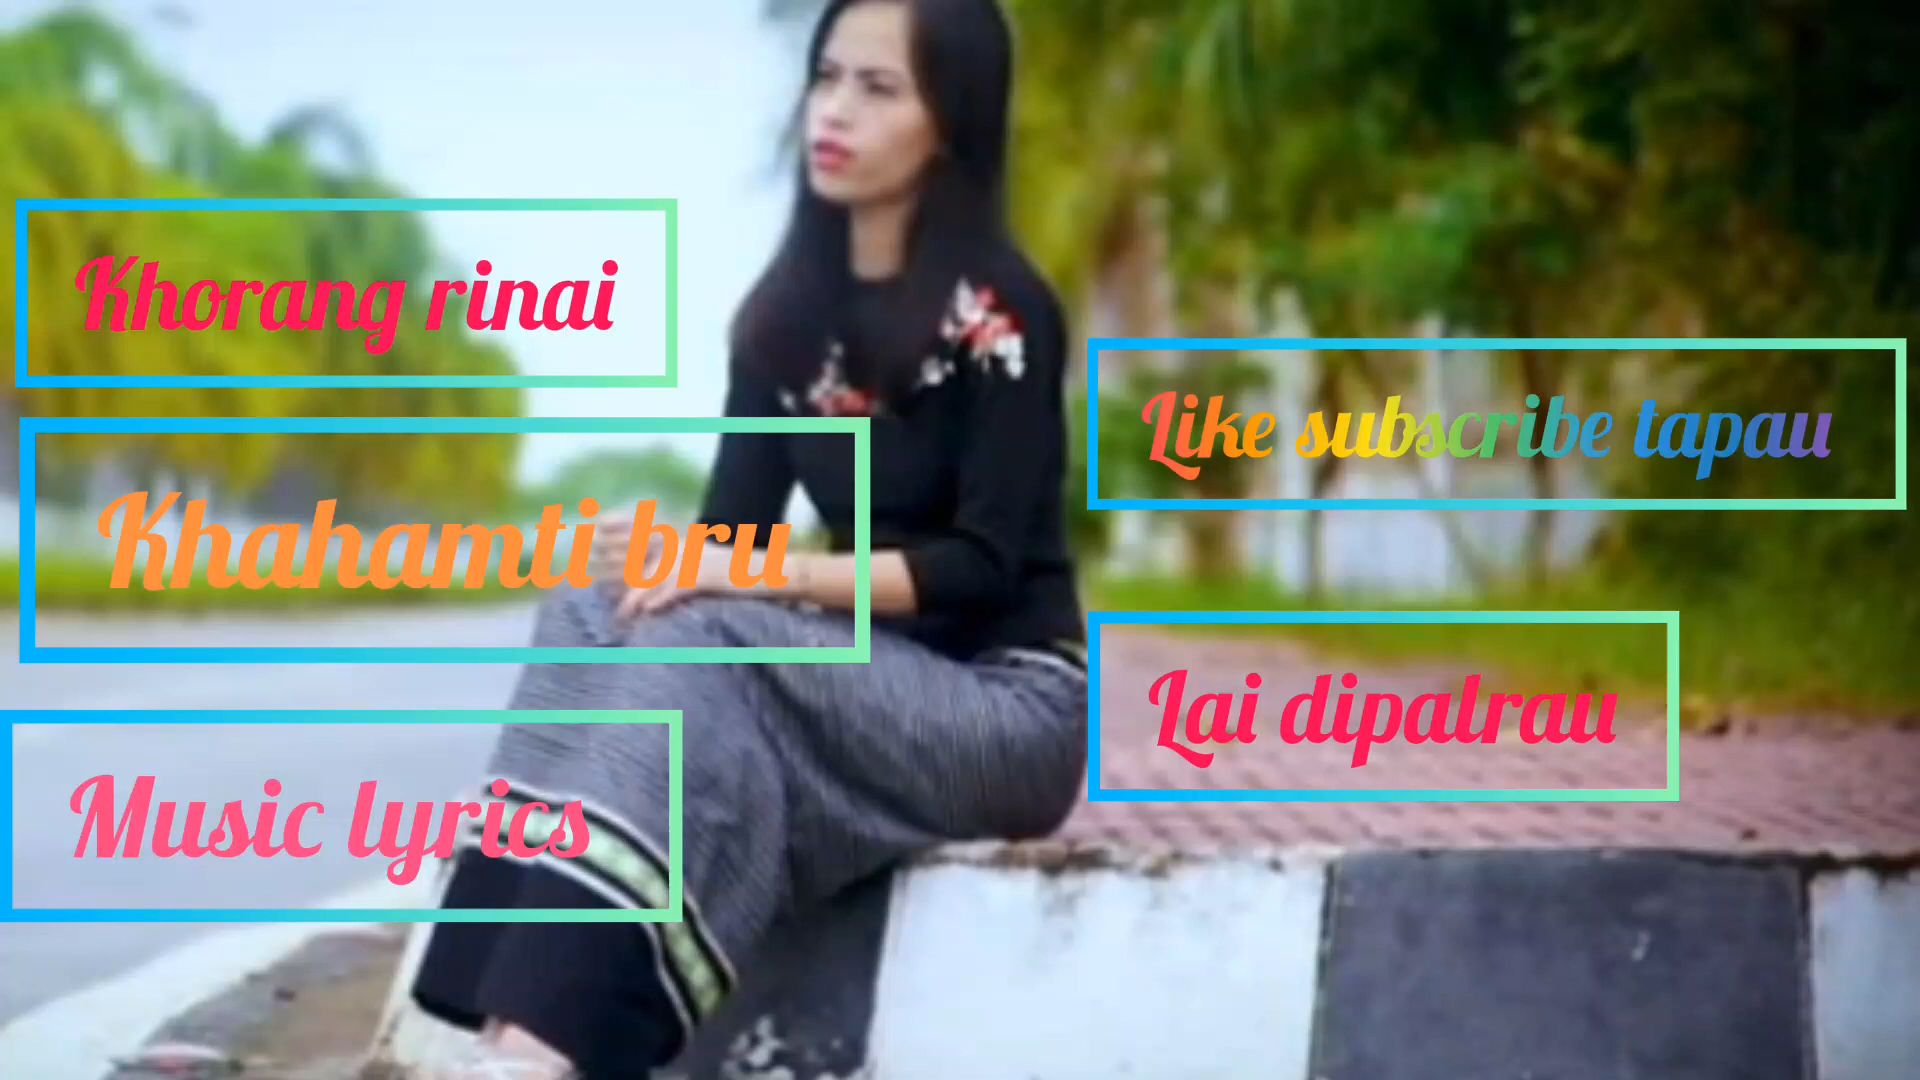 Khorang rinai
Khahamti bru
Music lyrics
Like subscribe tapau
Lai dipalrau